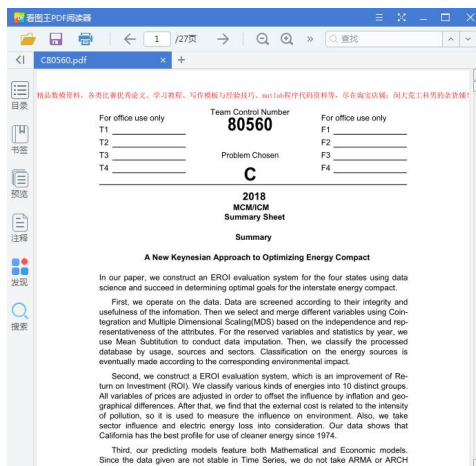 看图王PDF阅读器
1 /27页
查找
C80560.pdf
目录
书签
预览
注释
发现
搜索
精品数模资料,各类比赛优秀论文、学习教程、写作模板与经验技巧、matlab程序代码资料等,尽在淘宝店铺:闵大荒工科男的杂货铺!
For office use only
T1
T2
T3
T4
Team Control Number
80560
Problem Chosen
C
For office use only
F1
F2
F3
F4
2018
MCM/ICM
Summary Sheet
Summary
A New Keynesian Approach to Optimizing Energy Compact
In our paper, we construct an EROI evaluation system for the four states using data
science and succeed in determining optimal goals for the interstate energy compact.
First, we operate on the data. Data are screened according to their integrity and
usefulness of the infomation. Then we select and merge different variables using Coin-
tegration and Multiple Dimensional Scaling(MDS) based on the independence and rep-
resentativeness of the attributes. For the reserved variables and statistics by year, we
use Mean Subtitution to conduct data imputation. Then, we classify the processed
database by usage, sources and sectors. Classification on the energy sources is
eventually made according to the corresponding environmental impact.
Second, we construct a EROI evaluation system, which is an improvement of Re-
turn on Investment (ROI). We classify various kinds of energies into 10 distinct groups.
All variables of prices are adjusted in order to offset the influence by inflation and geo-
graphical differences. After that, we find that the external cost is related to the intensity
of pollution, so it is used to measure the influence on environment. Also, we take
sector influence and electric energy loss into consideration. Our data shows that
California has the best profile for use of cleaner energy since 1974.
Third, our predicting models feature both Mathematical and Economic models.
Since the data given are not stable in Time Series, we do not take ARMA or ARCH